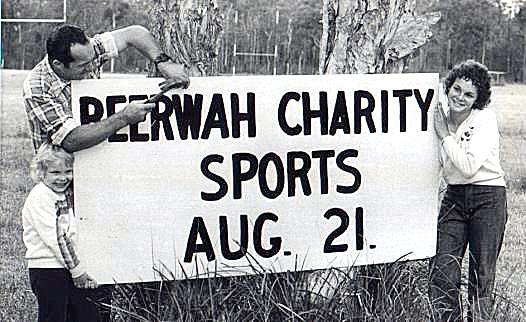 BEERWAH CHARITY
SPORTS
AUG. 21.